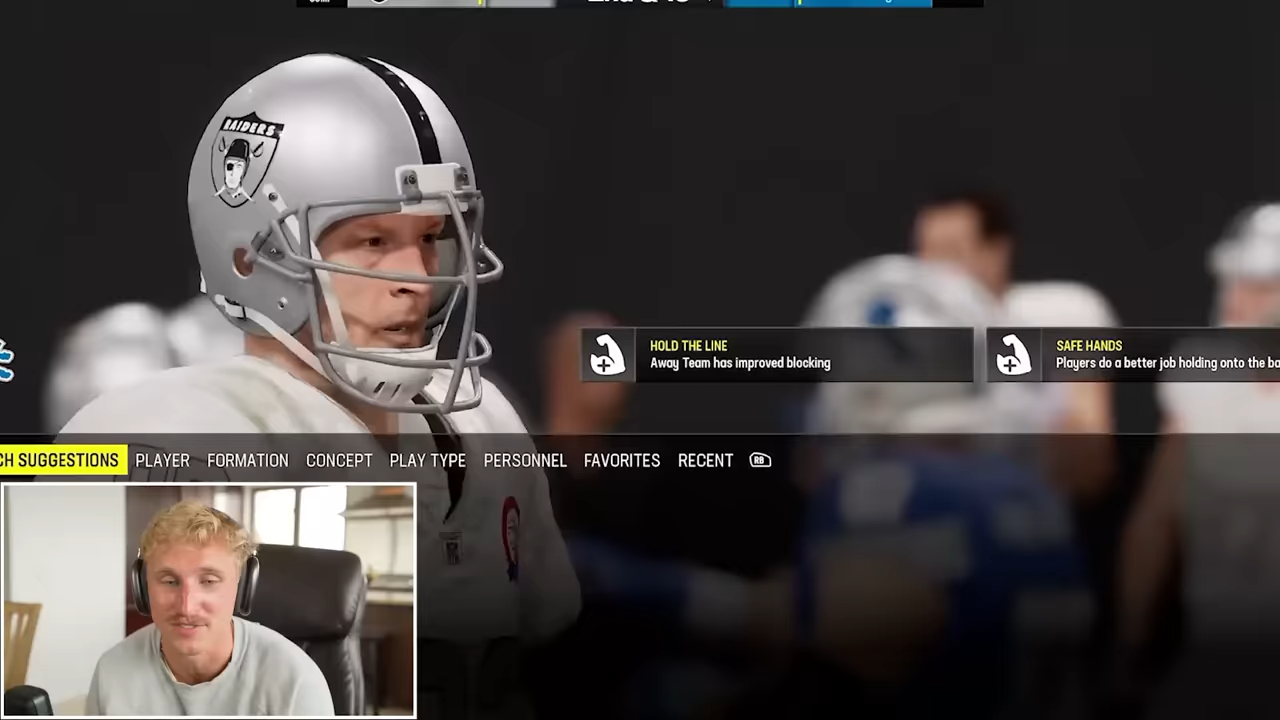 RAIDERS
HOLD THE LINE
Away Team has improved blocking
SAFE HANDS
Players do a better job holding onto the ba
CH SUGGESTIONS PLAYER FORMATION CONCEPT PLAY TYPE PERSONNEL FAVORITES RECENT RB